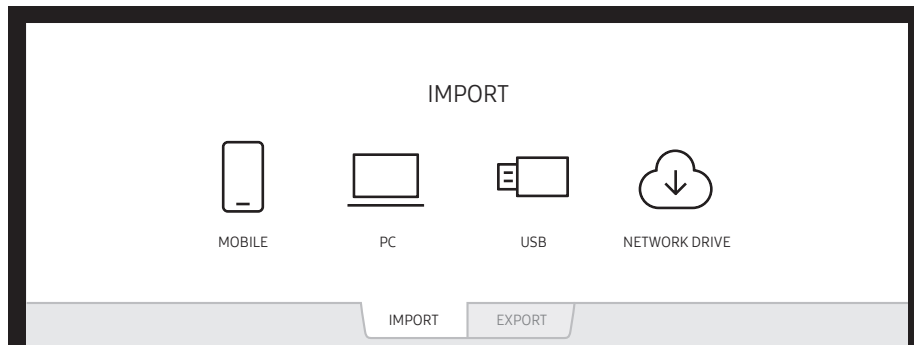 IMPORT
MOBILE PC USB NETWORK DRIVE
IMPORT EXPORT